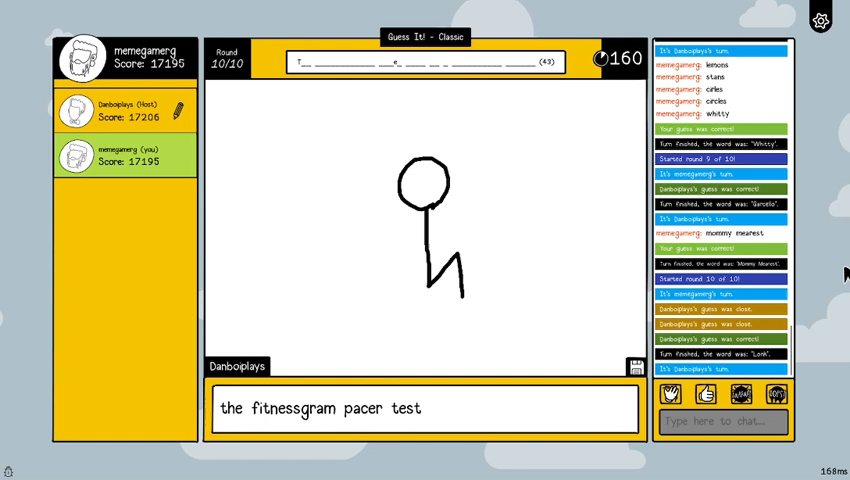 Guess It! - Classic
memegamerg
Score: 17195
Round
10/10
T__ ___________ ___e_ ____ __ _ _________ _______ (43)
160
Danboiplays (Host)
Score: 17206
memegamerg (you)
Score: 17195
It's Danboiplays's turn.
memegamerg: lemons
memegamerg: stans
memegamerg: cirles
memegamerg: circles
memegamerg: whitty
Your guess was correct!
Turn finished, the word was: "Whitty".
Started round 9 of 10!
It's memegamerg's turn.
Danboiplays's guess was correct!
Turn finished, the word was: "Garcello".
It's Danboiplays's turn.
memegamerg: mommy mearest
Your guess was correct!
Turn finished, the word was: "Mommy Mearest".
Started round 10 of 10!
It's memegamerg's turn.
Danboiplays's guess was close.
Danboiplays's guess was close.
Danboiplays's guess was correct!
Turn finished, the word was: "Lonk".
It's Danboiplays's turn.
Danboiplays
the fitnessgram pacer test
Type here to chat...
168ms